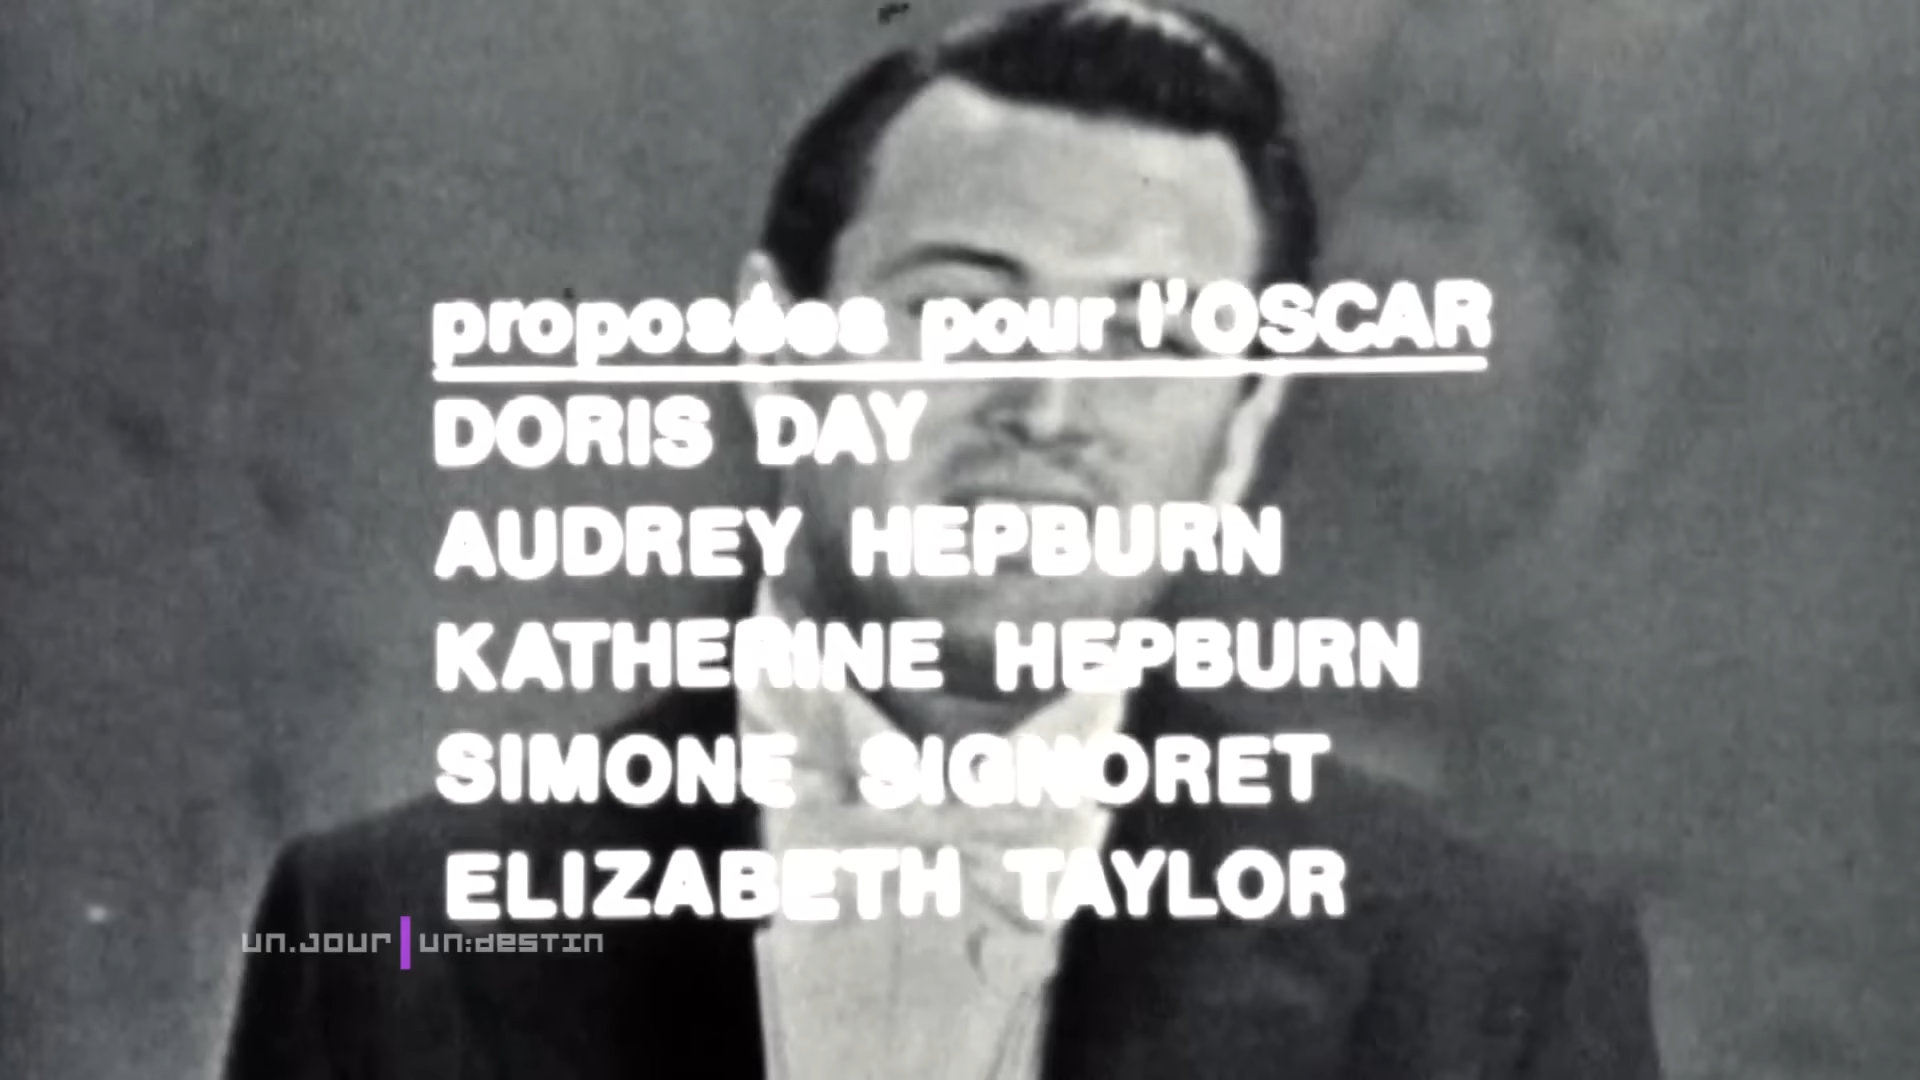 proposées pour l'OSCAR
DORIS DAY
AUDREY HEPBURN
KATHERINE HEPBURN
SIMONE SIGNORET
ELIZABETH TAYLOR
un.jour|un:destin